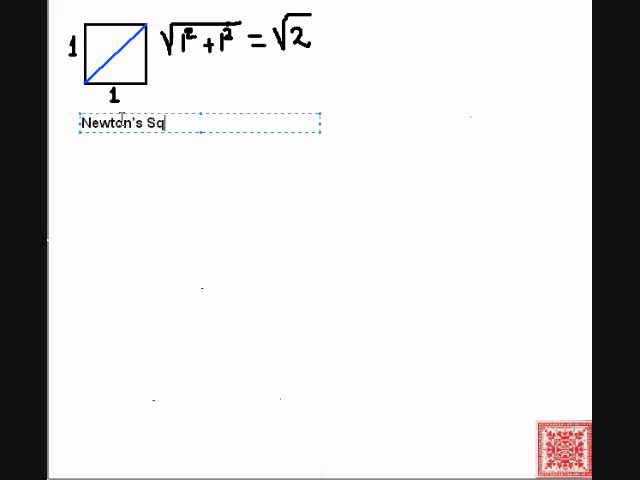 1 √1² + 1² = √2
1
Newton's Sq